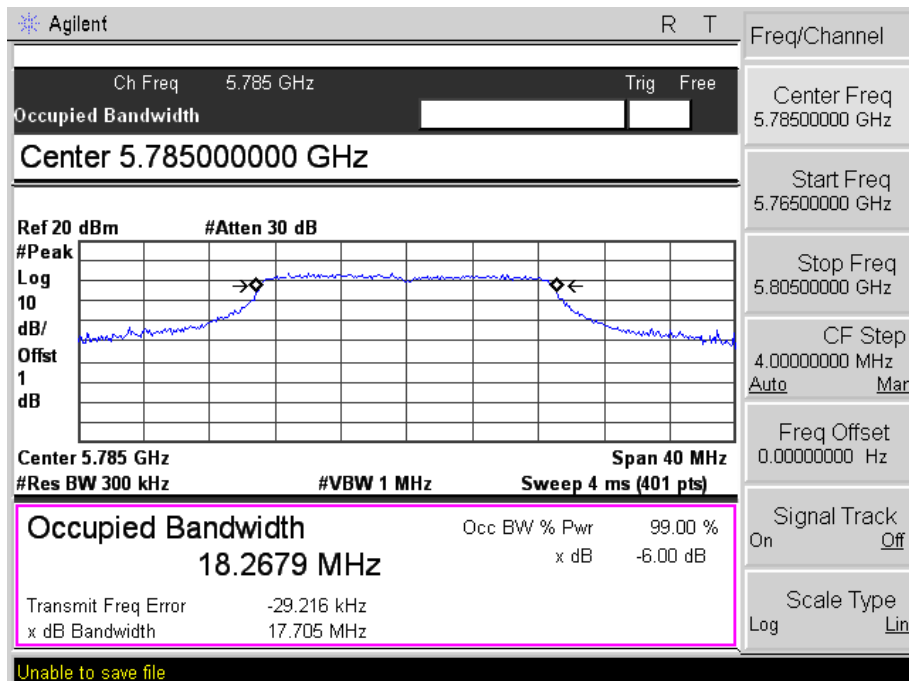 Agilent
R T
Ch Freq 5.785 GHz Trig Free
Occupied Bandwidth
Center 5.785000000 GHz
Ref 20 dBm #Atten 30 dB
#Peak
Log
10
dB/
Offst
1
dB
Center 5.785 GHz Span 40 MHz
#Res BW 300 kHz #VBW 1 MHz Sweep 4 ms (401 pts)
Occupied Bandwidth Occ BW % Pwr 99.00 %
18.2679 MHz x dB -6.00 dB
Transmit Freq Error -29.216 kHz
x dB Bandwidth 17.705 MHz
Unable to save file
Freq/Channel
Center Freq
5.78500000 GHz
Start Freq
5.76500000 GHz
Stop Freq
5.80500000 GHz
CF Step
4.00000000 MHz
Auto Man
Freq Offset
0.00000000 Hz
Signal Track
On Off
Scale Type
Log Lin